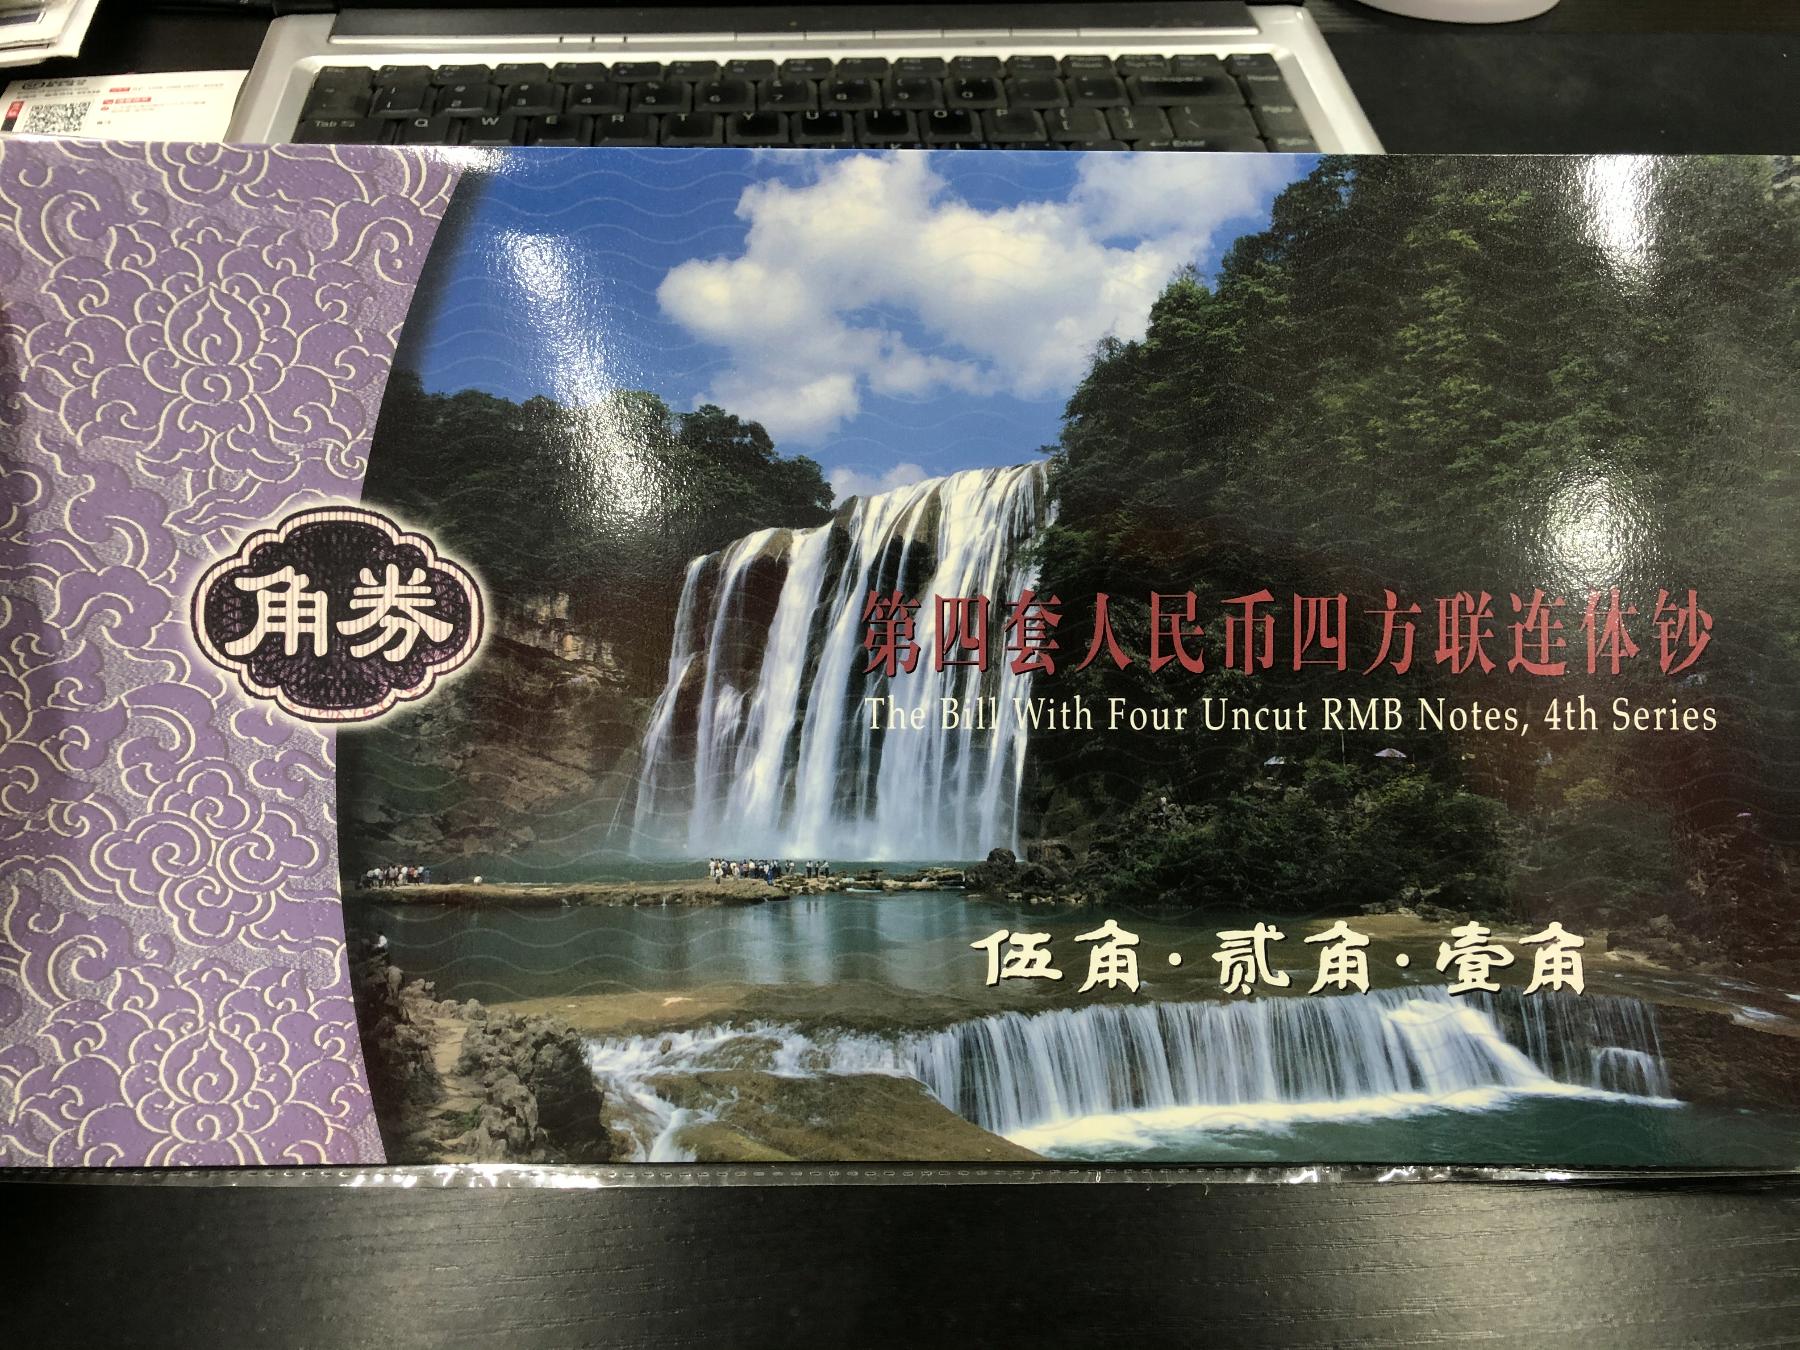 Tab
Q W E R T Y U I O P
角券
第四套人民币四方联连体钞
The Bill With Four Uncut RMB Notes, 4th Series
伍角·贰角·壹角